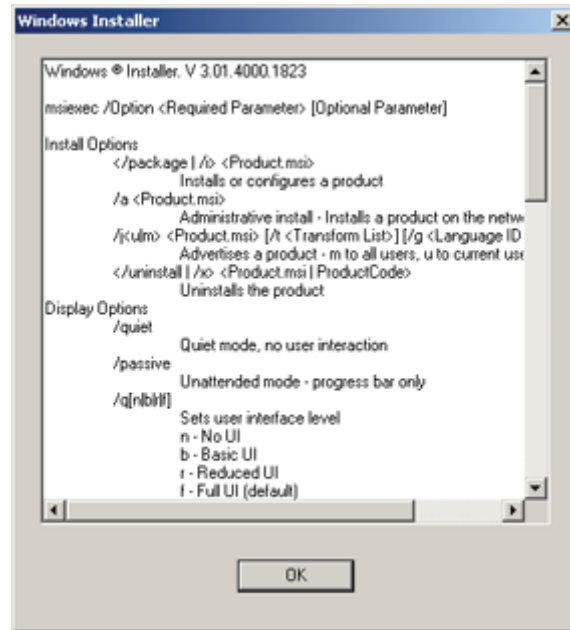 Windows Installer
Windows ® Installer. V 3.01.4000.1823
msiexec /Option <Required Parameter> [Optional Parameter]
Install Options
</package | /i> <Product.msi>
Installs or configures a product
/a <Product.msi>
Administrative install - Installs a product on the netw
/j<u|m> <Product.msi> [/t <Transform List>] [/g <Language ID
Advertises a product - m to all users, u to current use
</uninstall | /x> <Product.msi | ProductCode>
Uninstalls the product
Display Options
/quiet
Quiet mode, no user interaction
/passive
Unattended mode - progress bar only
/q[n|b|r|f]
Sets user interface level
n - No UI
b - Basic UI
r - Reduced UI
f - Full UI (default)
OK